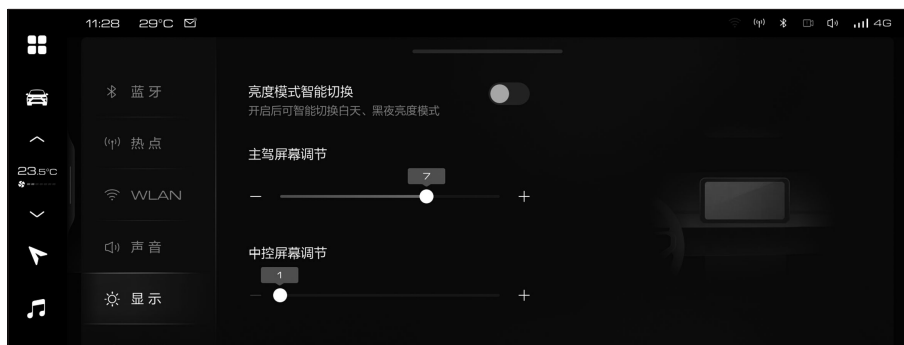 11:28 29°C
4G
蓝牙
热点
WLAN
声音
显示
23.5°C
亮度模式智能切换
开启后可智能切换白天、黑夜亮度模式
主驾屏幕调节
7
中控屏幕调节
1